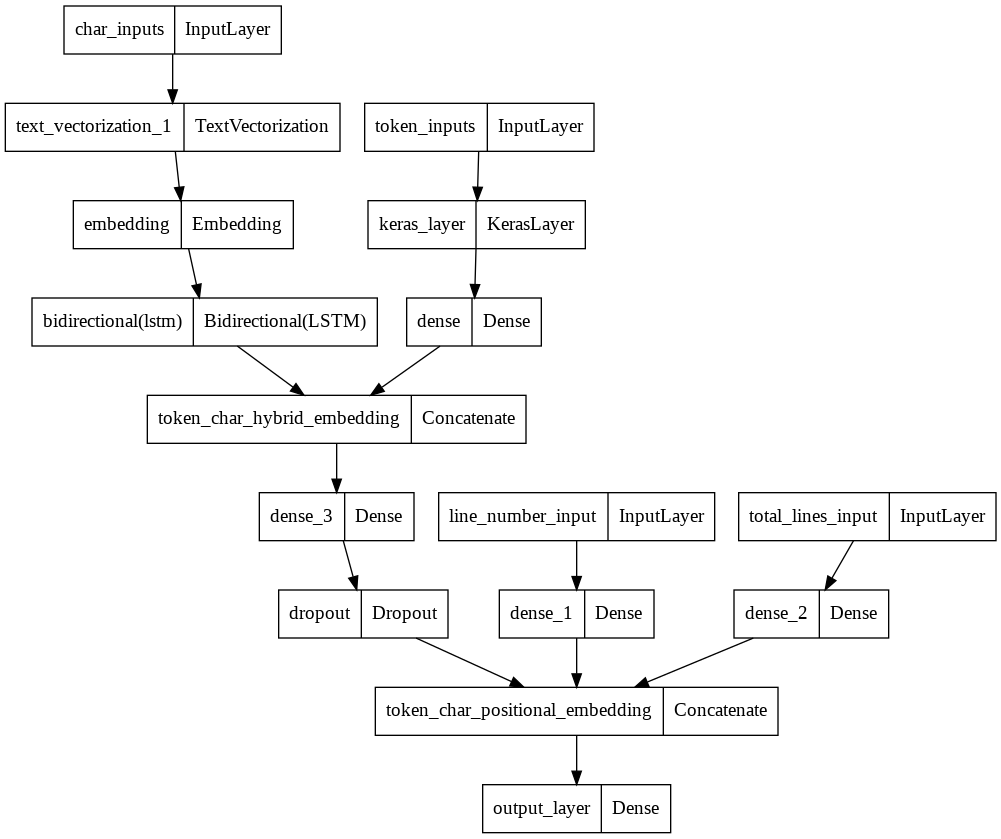 char_inputs InputLayer
text_vectorization_1 TextVectorization token_inputs InputLayer
embedding Embedding keras_layer KerasLayer
bidirectional(lstm) Bidirectional(LSTM) dense Dense
token_char_hybrid_embedding Concatenate
dense_3 Dense line_number_input InputLayer total_lines_input InputLayer
dropout Dropout dense_1 Dense dense_2 Dense
token_char_positional_embedding Concatenate
output_layer Dense